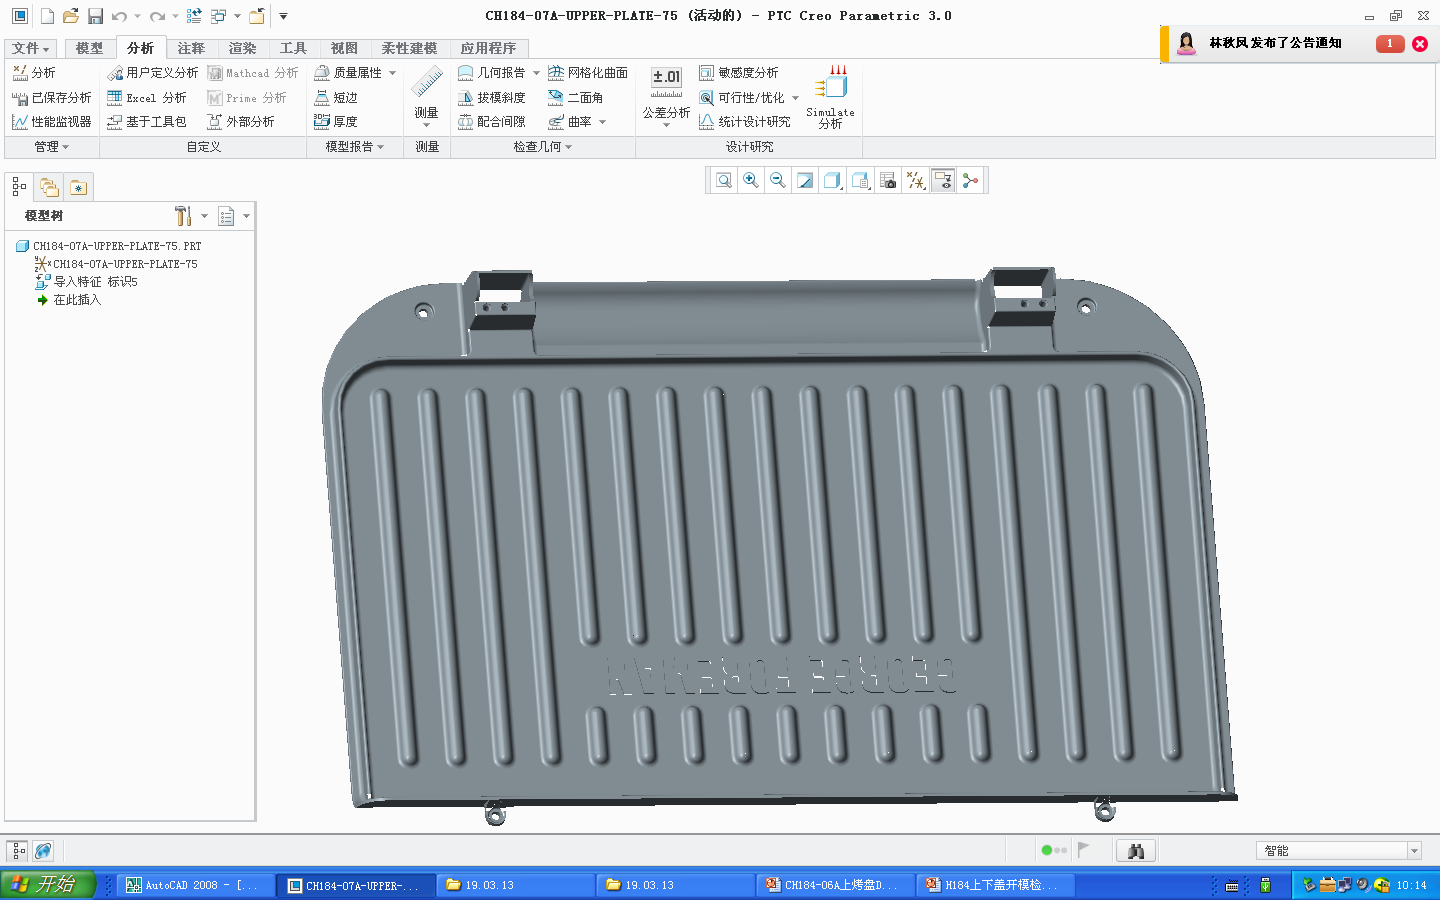 CH184-07A-UPPER-PLATE-75 (活动的) - PTC Creo Parametric 3.0
林秋风 发布了公告通知
1
文件 模型 分析 注释 渲染 工具 视图 柔性建模 应用程序
分析 用户定义分析 Mathcad 分析 质量属性 几何报告 网格化曲面 敏感度分析
已保存分析 Excel 分析 Prime 分析 短边 拔模斜度 二面角 可行性/优化
性能监视器 基于工具包 外部分析 厚度 配合间隙 曲率 统计设计研究
测量
±.01
公差分析
Simulate
分析
管理 自定义 模型报告 测量 检查几何 设计研究
模型树
CH184-07A-UPPER-PLATE-75.PRT
CH184-07A-UPPER-PLATE-75
导入特征 标识5
在此插入
GEORGE FOREMAN
智能
开始
AutoCAD 2008 - [...
CH184-07A-UPPER-...
19.03.13
19.03.13
CH184-06A上烤盘D...
H184上下盖开模检...
10:14